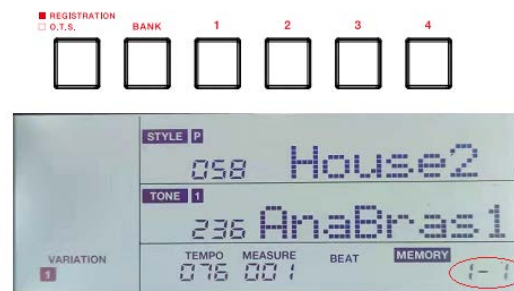 REGISTRATION
O.T.S. BANK 1 2 3 4
STYLE P
058 House2
TONE 1
236 AnaBras1
VARIATION TEMPO MEASURE BEAT MEMORY
1 076 001 1-1